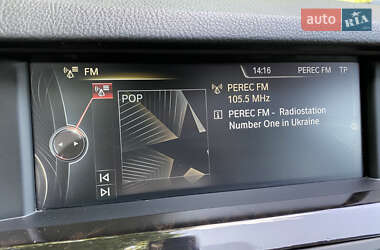 auto RIA
FM
14:16 PEREC FM TP
POP
PEREC FM
105.5 MHz
PEREC FM - Radiostation
Number One in Ukraine